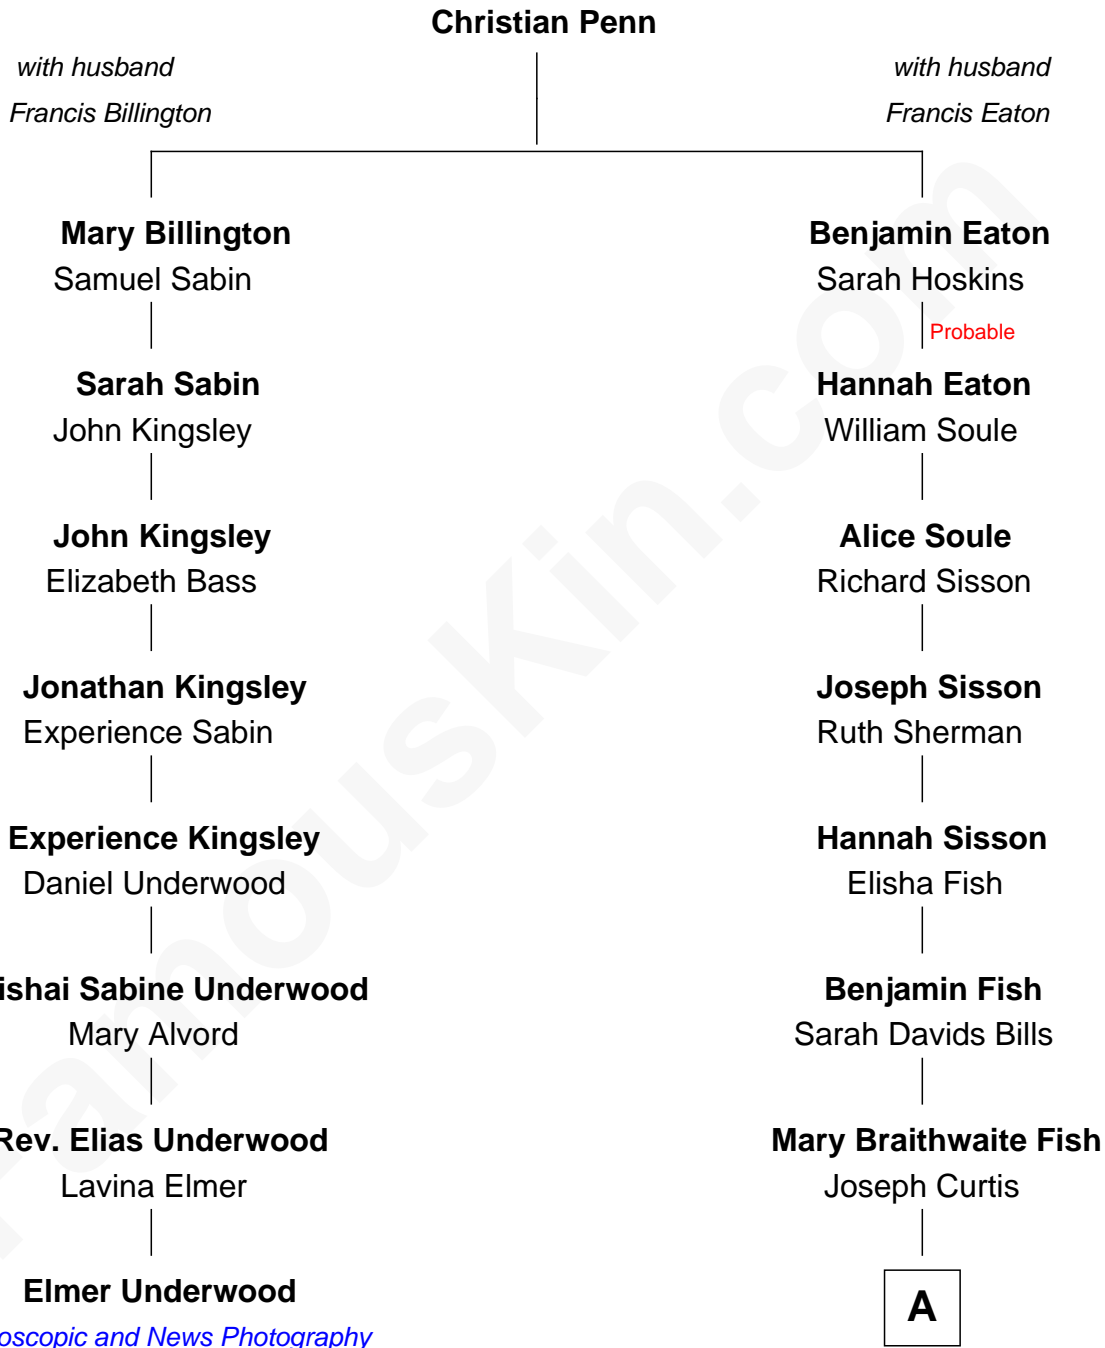 Christian Penn
with husband
Francis Billington
with husband
Francis Eaton
Mary Billington
Samuel Sabin
Benjamin Eaton
Sarah Hoskins
Probable
Sarah Sabin
John Kingsley
Hannah Eaton
William Soule
John Kingsley
Elizabeth Bass
Alice Soule
Richard Sisson
Jonathan Kingsley
Experience Sabin
Joseph Sisson
Ruth Sherman
Experience Kingsley
Daniel Underwood
Hannah Sisson
Elisha Fish
ishai Sabine Underwood
Mary Alvord
Benjamin Fish
Sarah Davids Bills
Rev. Elias Underwood
Lavina Elmer
Mary Braithwaite Fish
Joseph Curtis
Elmer Underwood
oscopic and News Photography
A
FamousKin.com